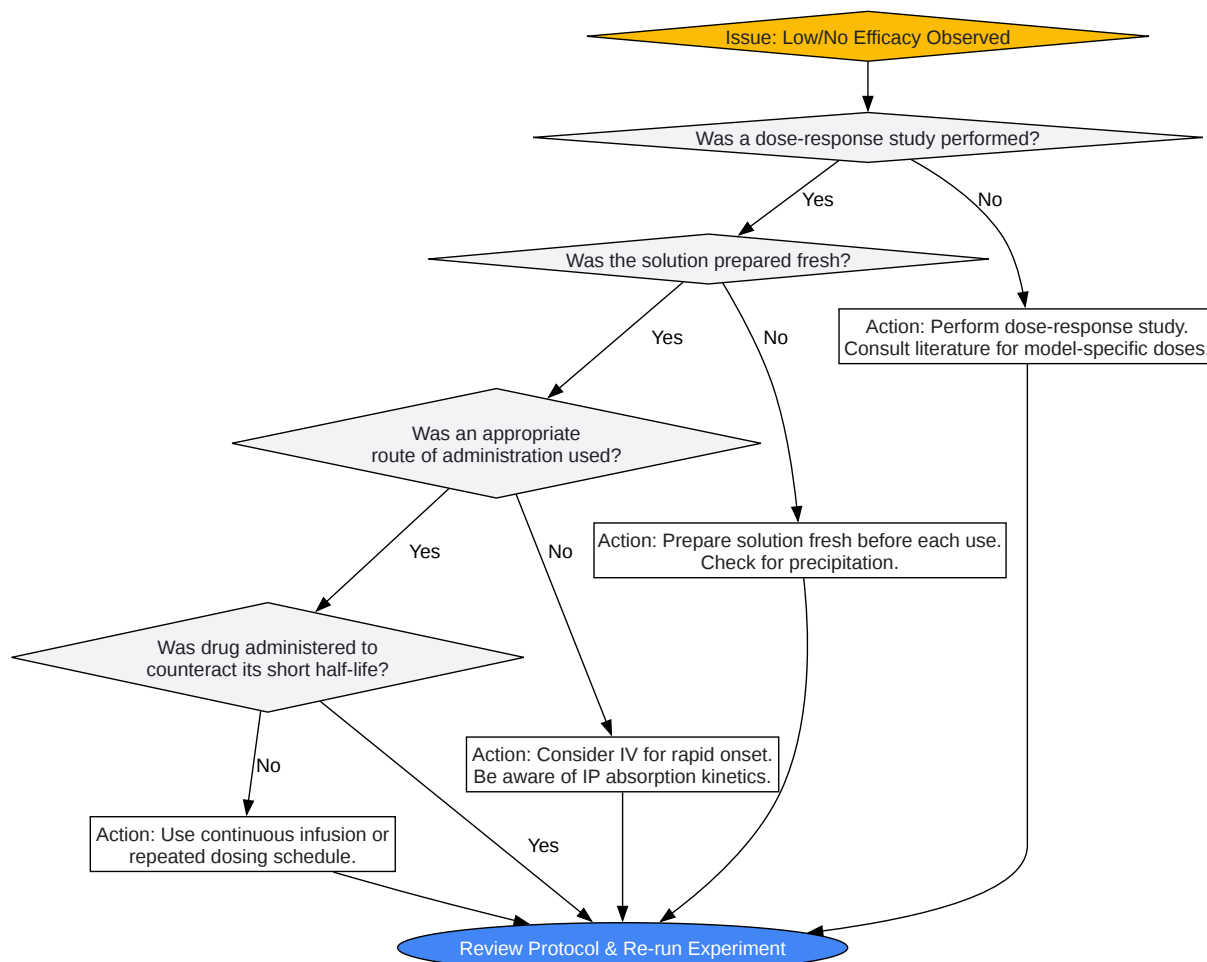 Issue: Low/No Efficacy Observed
Was a dose-response study performed?
Yes
No
Was the solution prepared fresh?
Action: Perform dose-response study.
Consult literature for model-specific doses.
Yes
No
Was an appropriate
route of administration used?
Action: Prepare solution fresh before each use.
Check for precipitation.
Yes
No
Was drug administered to
counteract its short half-life?
Action: Consider IV for rapid onset.
Be aware of IP absorption kinetics.
No
Yes
Action: Use continuous infusion or
repeated dosing schedule.
Review Protocol & Re-run Experiment